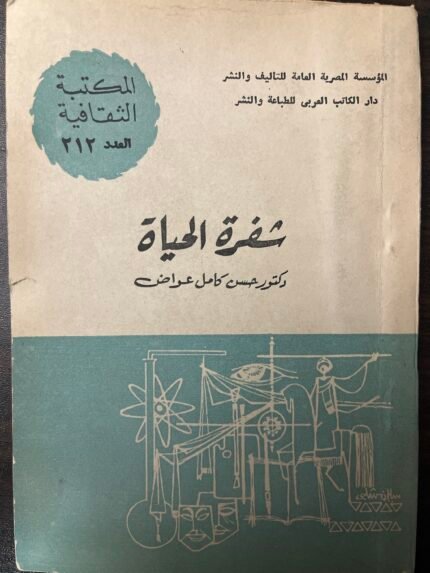 المؤسسة المصرية العامة للتأليف والنشر
دار الكاتب العربى للطباعة والنشر
المكتبة
الثقافية
العدد ٢١٢
شفرة الحياة
دكتور حسن كامل عواض